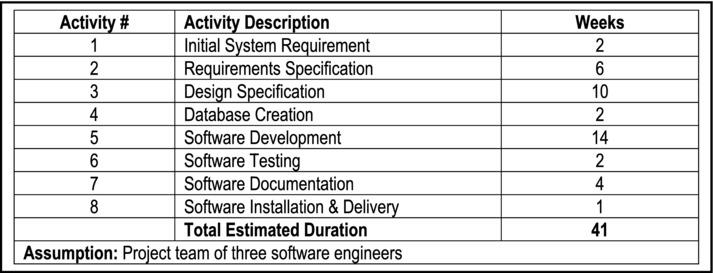 Activity # Activity Description Weeks
1 Initial System Requirement 2
2 Requirements Specification 6
3 Design Specification 10
4 Database Creation 2
5 Software Development 14
6 Software Testing 2
7 Software Documentation 4
8 Software Installation & Delivery 1
Total Estimated Duration 41
Assumption: Project team of three software engineers